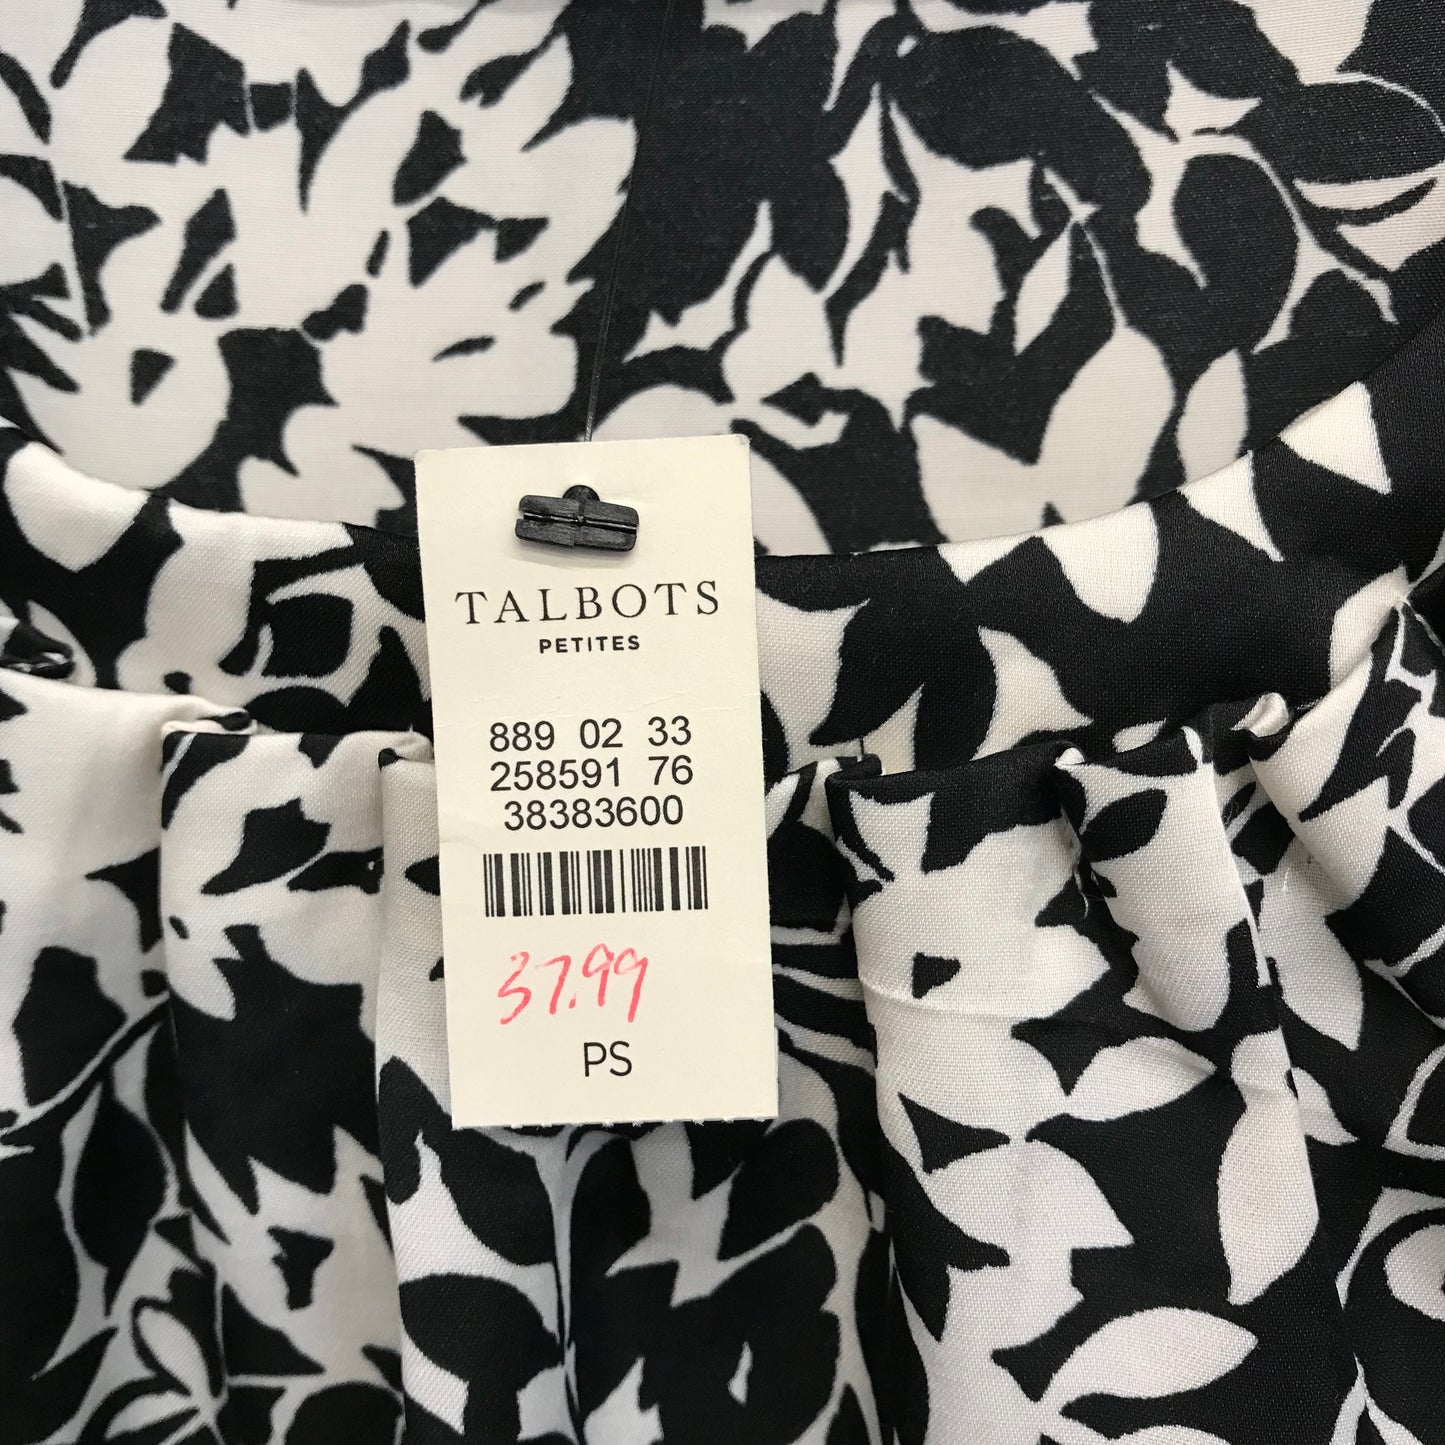 TALBOTS
PETITES
889 02 33
258591 76
38383600
37.99
PS